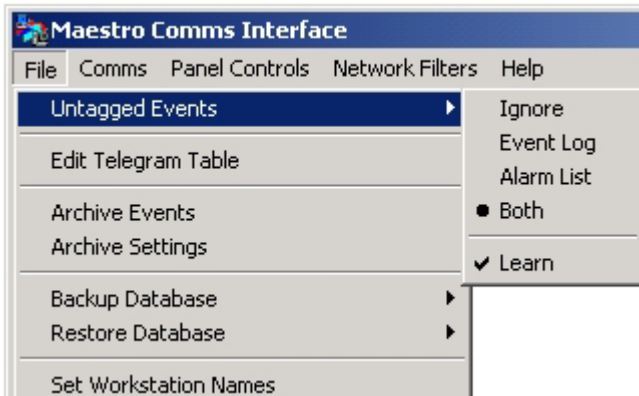 Maestro Comms Interface
File Comms Panel Controls Network Filters Help
Untagged Events
Ignore
Event Log
Edit Telegram Table
Alarm List
Archive Events
Both
Archive Settings
Learn
Backup Database
Restore Database
Set Workstation Names